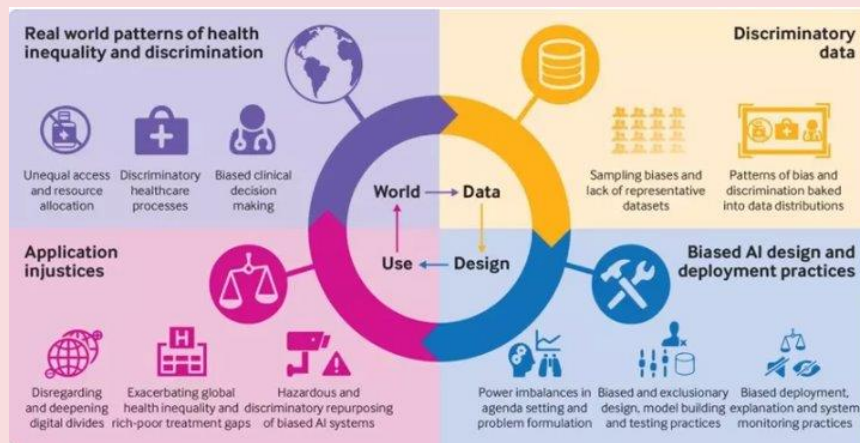 Real world patterns of health
inequality and discrimination
Unequal access
and resource
allocation
Discriminatory
healthcare
processes
Biased clinical
decision
making
Discriminatory
data
Sampling biases and
lack of representative
datasets
Patterns of bias and
discrimination baked
into data distributions
World
Data
Use
Design
Application
injustices
H
Disregarding
and deepening
digital divides
Exacerbating global
health inequality and
rich-poor treatment gaps
Hazardous and
discriminatory repurposing
of biased AI systems
Biased AI design and
deployment practices
Power imbalances in
agenda setting and
problem formulation
Biased and exclusionary
design, model building
and testing practices
Biased deployment,
explanation and system
monitoring practices